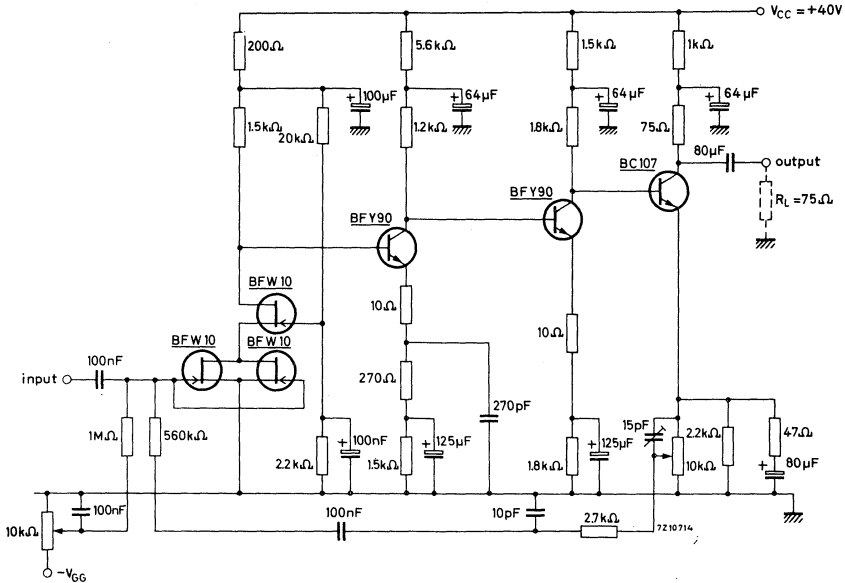 V_CC = +40V
200Ω
5.6kΩ
1.5kΩ
1kΩ
+ 100µF
+ 64µF
+ 64µF
+ 64µF
1.5kΩ
20kΩ
1.2kΩ
1.8kΩ
75Ω
80µF
output
BC107
BFY90
BFY90
R_L = 75Ω
BFW10
10Ω
10Ω
BFW10
BFW10
100nF
input
270Ω
270pF
1MΩ
560kΩ
2.2kΩ
+ 100nF
1.5kΩ
+ 125µF
1.8kΩ
+ 125µF
15pF
10kΩ
2.2kΩ
47Ω
+ 80µF
100nF
10kΩ
100nF
10pF
2.7kΩ
7Z10714
-V_GG